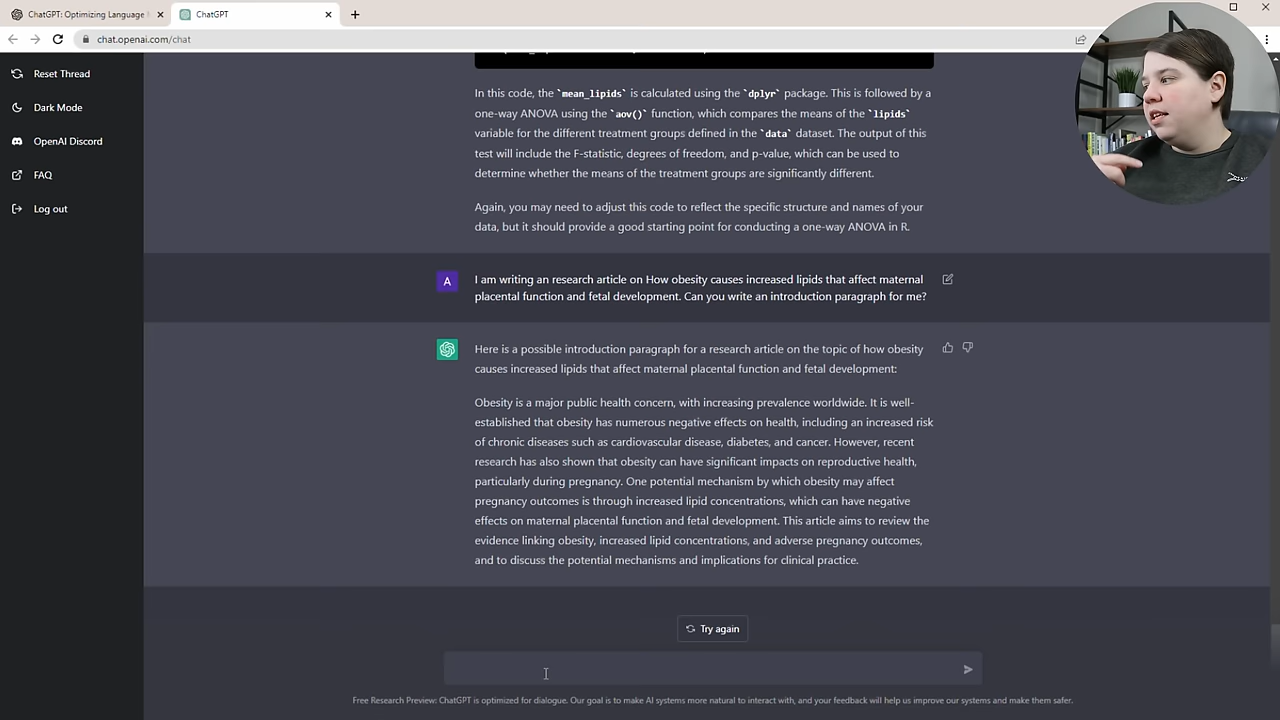 ChatGPT: Optimizing Language
ChatGPT
chat.openai.com/chat
Reset Thread
Dark Mode
OpenAI Discord
FAQ
Log out
In this code, the `mean_lipids` is calculated using the `dplyr` package. This is followed by a
one-way ANOVA using the `aov()` function, which compares the means of the `lipids`
variable for the different treatment groups defined in the `data` dataset. The output of this
test will include the F-statistic, degrees of freedom, and p-value, which can be used to
determine whether the means of the treatment groups are significantly different.
Again, you may need to adjust this code to reflect the specific structure and names of your
data, but it should provide a good starting point for conducting a one-way ANOVA in R.
A
I am writing an research article on How obesity causes increased lipids that affect maternal
placental function and fetal development. Can you write an introduction paragraph for me?
Here is a possible introduction paragraph for a research article on the topic of how obesity
causes increased lipids that affect maternal placental function and fetal development:
Obesity is a major public health concern, with increasing prevalence worldwide. It is well-
established that obesity has numerous negative effects on health, including an increased risk
of chronic diseases such as cardiovascular disease, diabetes, and cancer. However, recent
research has also shown that obesity can have significant impacts on reproductive health,
particularly during pregnancy. One potential mechanism by which obesity may affect
pregnancy outcomes is through increased lipid concentrations, which can have negative
effects on maternal placental function and fetal development. This article aims to review the
evidence linking obesity, increased lipid concentrations, and adverse pregnancy outcomes,
and to discuss the potential mechanisms and implications for clinical practice.
Try again
Free Research Preview: ChatGPT is optimized for dialogue. Our goal is to make AI systems more natural to interact with, and your feedback will help us improve our systems and make them safer.